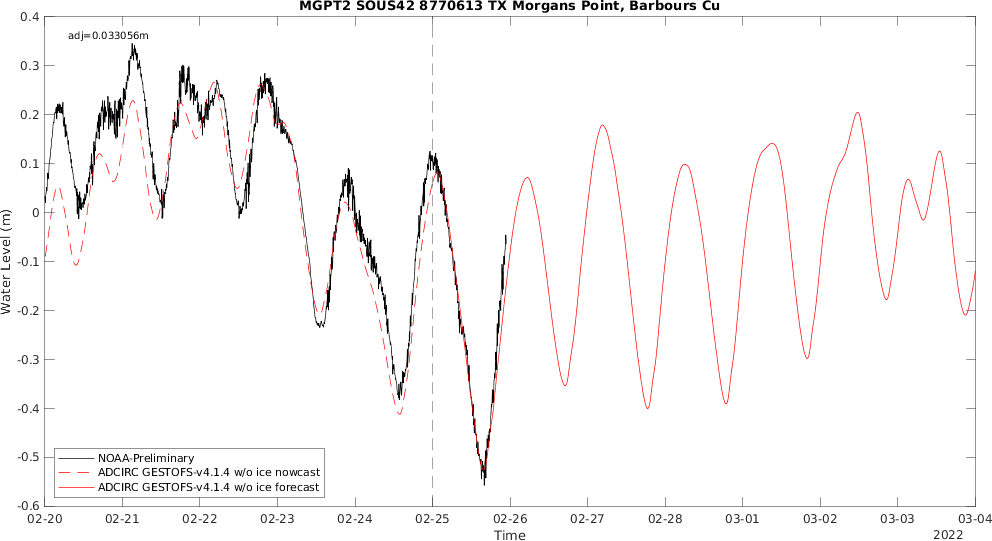 MGPT2 SOUS42 8770613 TX Morgans Point, Barbours Cu
adj=0.033056m
0.4
0.3
0.2
0.1
0
-0.1
-0.2
-0.3
-0.4
-0.5
-0.6
Water Level (m)
NOAA-Preliminary
ADCIRC GESTOFS-v4.1.4 w/o ice nowcast
ADCIRC GESTOFS-v4.1.4 w/o ice forecast
02-20 02-21 02-22 02-23 02-24 02-25 02-26 02-27 02-28 03-01 03-02 03-03 03-04
Time
2022